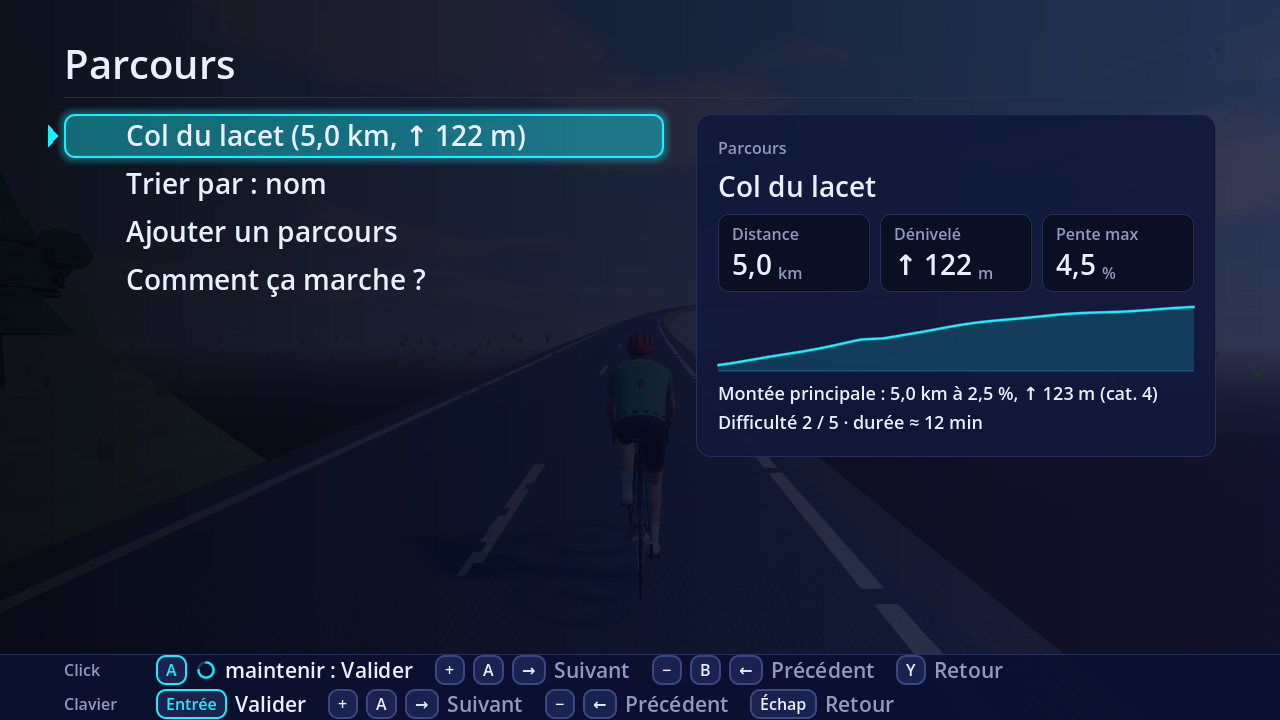 Parcours
Col du lacet (5,0 km, ↑ 122 m)
Trier par : nom
Ajouter un parcours
Comment ça marche ?
Parcours
Col du lacet
Distance
5,0 km
Dénivelé
↑ 122 m
Pente max
4,5 %
Montée principale : 5,0 km à 2,5 %, ↑ 123 m (cat. 4)
Difficulté 2 / 5 · durée ≈ 12 min
Click A maintenir : Valider + A → Suivant − B ← Précédent Y Retour
Clavier Entrée Valider + A → Suivant − ← Précédent Échap Retour